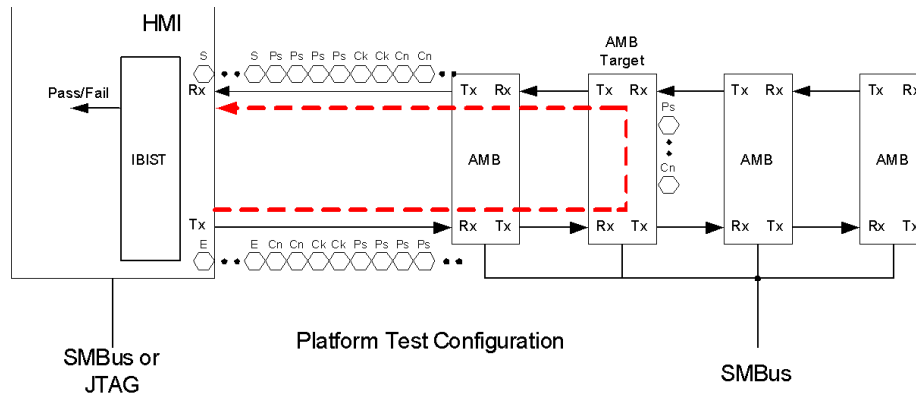 HMI
S S Ps Ps Ps Ck Ck Cn Cn
AMB
Target
Pass/Fail
Rx
Tx Rx
Tx Rx
Tx Rx
Tx Rx
Ps
IBIST
AMB
Cn
AMB
AMB
Tx
Rx Tx
Rx Tx
Rx Tx
Rx Tx
E E Cn Cn Ck Ck Ps Ps Ps Ps
Platform Test Configuration
SMBus or
JTAG
SMBus